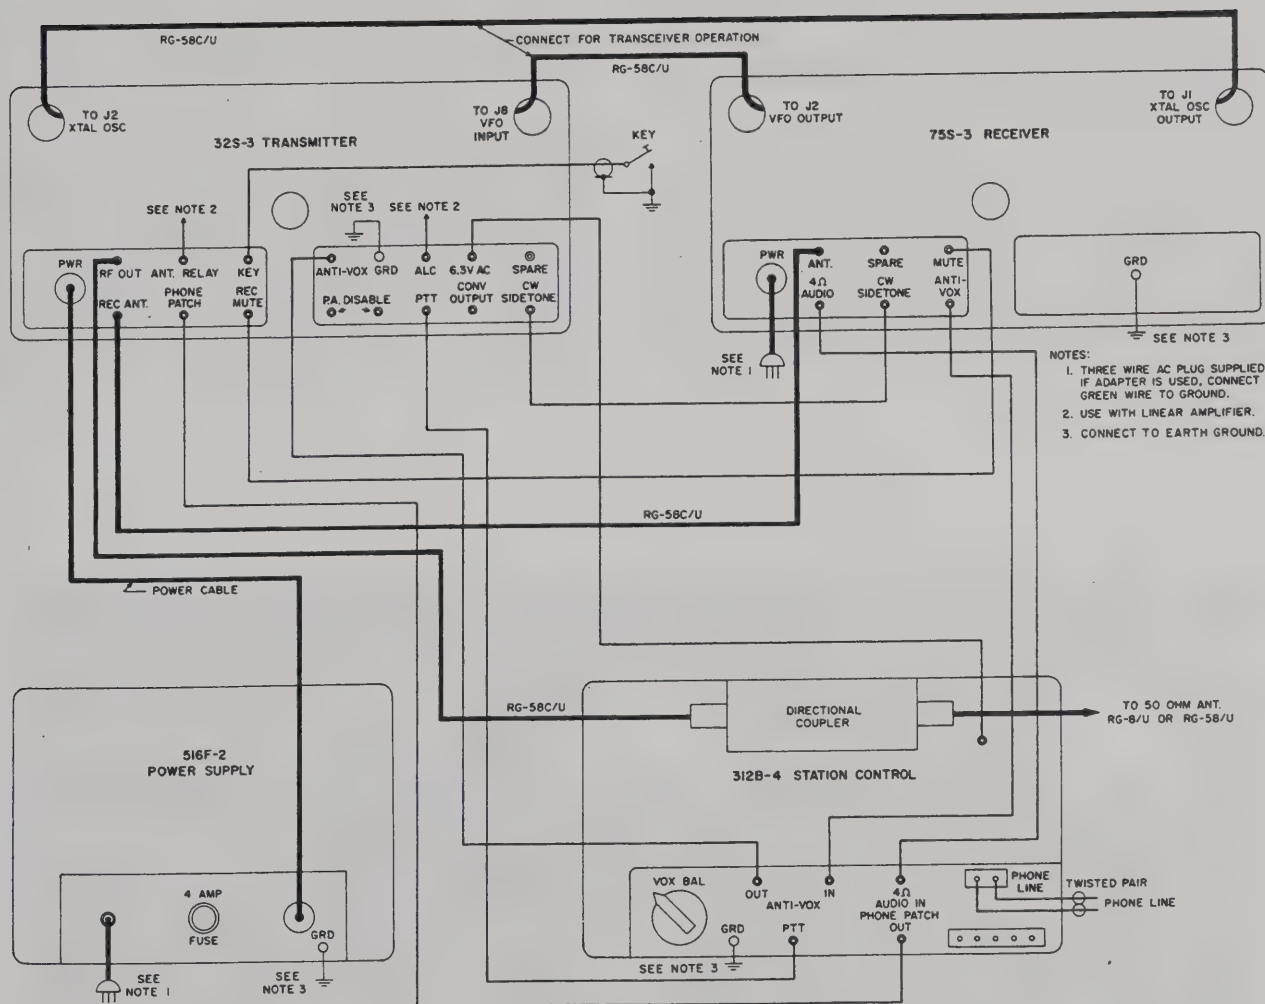 RG-58C/U
CONNECT FOR TRANSCEIVER OPERATION
RG-58C/U
TO J2
XTAL OSC
TO J8
VFO
INPUT
32S-3 TRANSMITTER
KEY
TO J2
VFO OUTPUT
TO J1
XTAL OSC
OUTPUT
75S-3 RECEIVER
SEE NOTE 2
SEE
NOTE 3
SEE NOTE 2
PWR
RF OUT
ANT. RELAY
KEY
REC ANT.
PHONE
PATCH
REC
MUTE
ANTI-VOX
GRD
ALC
6.3V AC
SPARE
P.A. DISABLE
PTT
CONV
OUTPUT
CW
SIDETONE
PWR
ANT.
SPARE
MUTE
4Ω
AUDIO
CW
SIDETONE
ANTI-
VOX
GRD
SEE NOTE 3
SEE
NOTE 1
NOTES:
1. THREE WIRE AC PLUG SUPPLIED
IF ADAPTER IS USED, CONNECT
GREEN WIRE TO GROUND.
2. USE WITH LINEAR AMPLIFIER.
3. CONNECT TO EARTH GROUND.
RG-58C/U
POWER CABLE
RG-58C/U
DIRECTIONAL
COUPLER
TO 50 OHM ANT.
RG-8/U OR RG-58/U
516F-2
POWER SUPPLY
312B-4 STATION CONTROL
4 AMP
FUSE
GRD
SEE
NOTE 1
SEE
NOTE 3
VOX BAL
OUT
IN
ANTI-VOX
4Ω
AUDIO IN
PHONE PATCH
OUT
PHONE
LINE
TWISTED PAIR
PHONE LINE
GRD
PTT
SEE NOTE 3